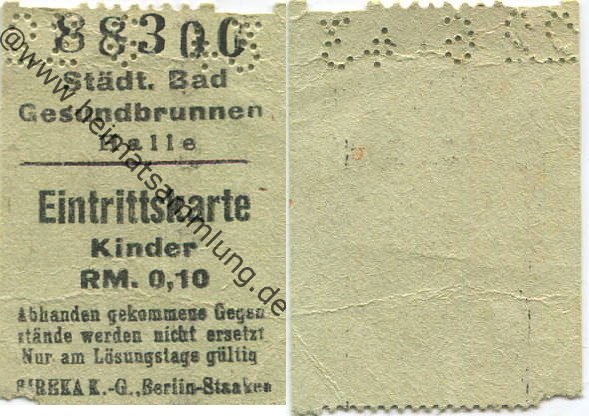 88300
Städt. Bad
Gesondbrunnen
Halle
Eintrittskarte
Kinder
RM. 0,10
Abhanden gekommene Gegen
stände werden nicht ersetzt
Nur am Lösungstage gültig
K.-G., Berlin-Staaken
@www.heimatsammlung.de